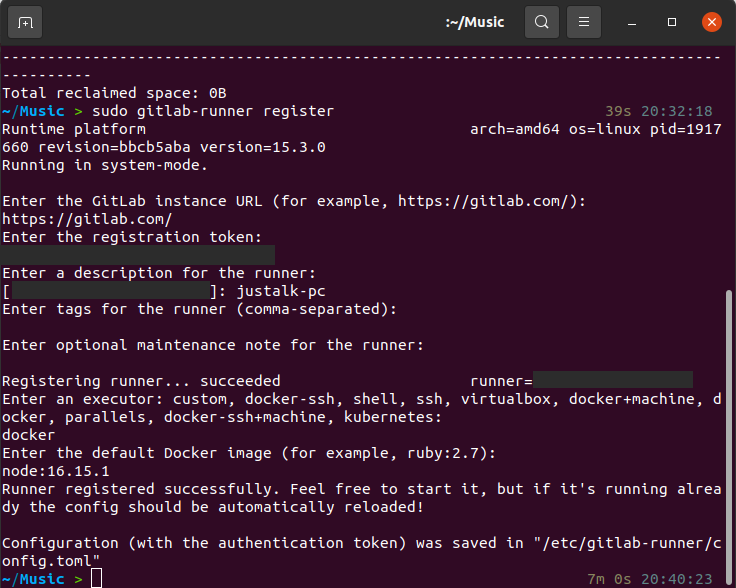 :~/Music
--------------------------------------------------------------------------------
----------
Total reclaimed space: 0B
~/Music > sudo gitlab-runner register 39s 20:32:18
Runtime platform arch=amd64 os=linux pid=1917
660 revision=bbcb5aba version=15.3.0
Running in system-mode.
Enter the GitLab instance URL (for example, https://gitlab.com/):
https://gitlab.com/
Enter the registration token:
Enter a description for the runner:
[ ]: justalk-pc
Enter tags for the runner (comma-separated):
Enter optional maintenance note for the runner:
Registering runner... succeeded runner=
Enter an executor: custom, docker-ssh, shell, ssh, virtualbox, docker+machine, d
ocker, parallels, docker-ssh+machine, kubernetes:
docker
Enter the default Docker image (for example, ruby:2.7):
node:16.15.1
Runner registered successfully. Feel free to start it, but if it's running alrea
dy the config should be automatically reloaded!
Configuration (with the authentication token) was saved in "/etc/gitlab-runner/c
onfig.toml"
~/Music > 7m 0s 20:40:23